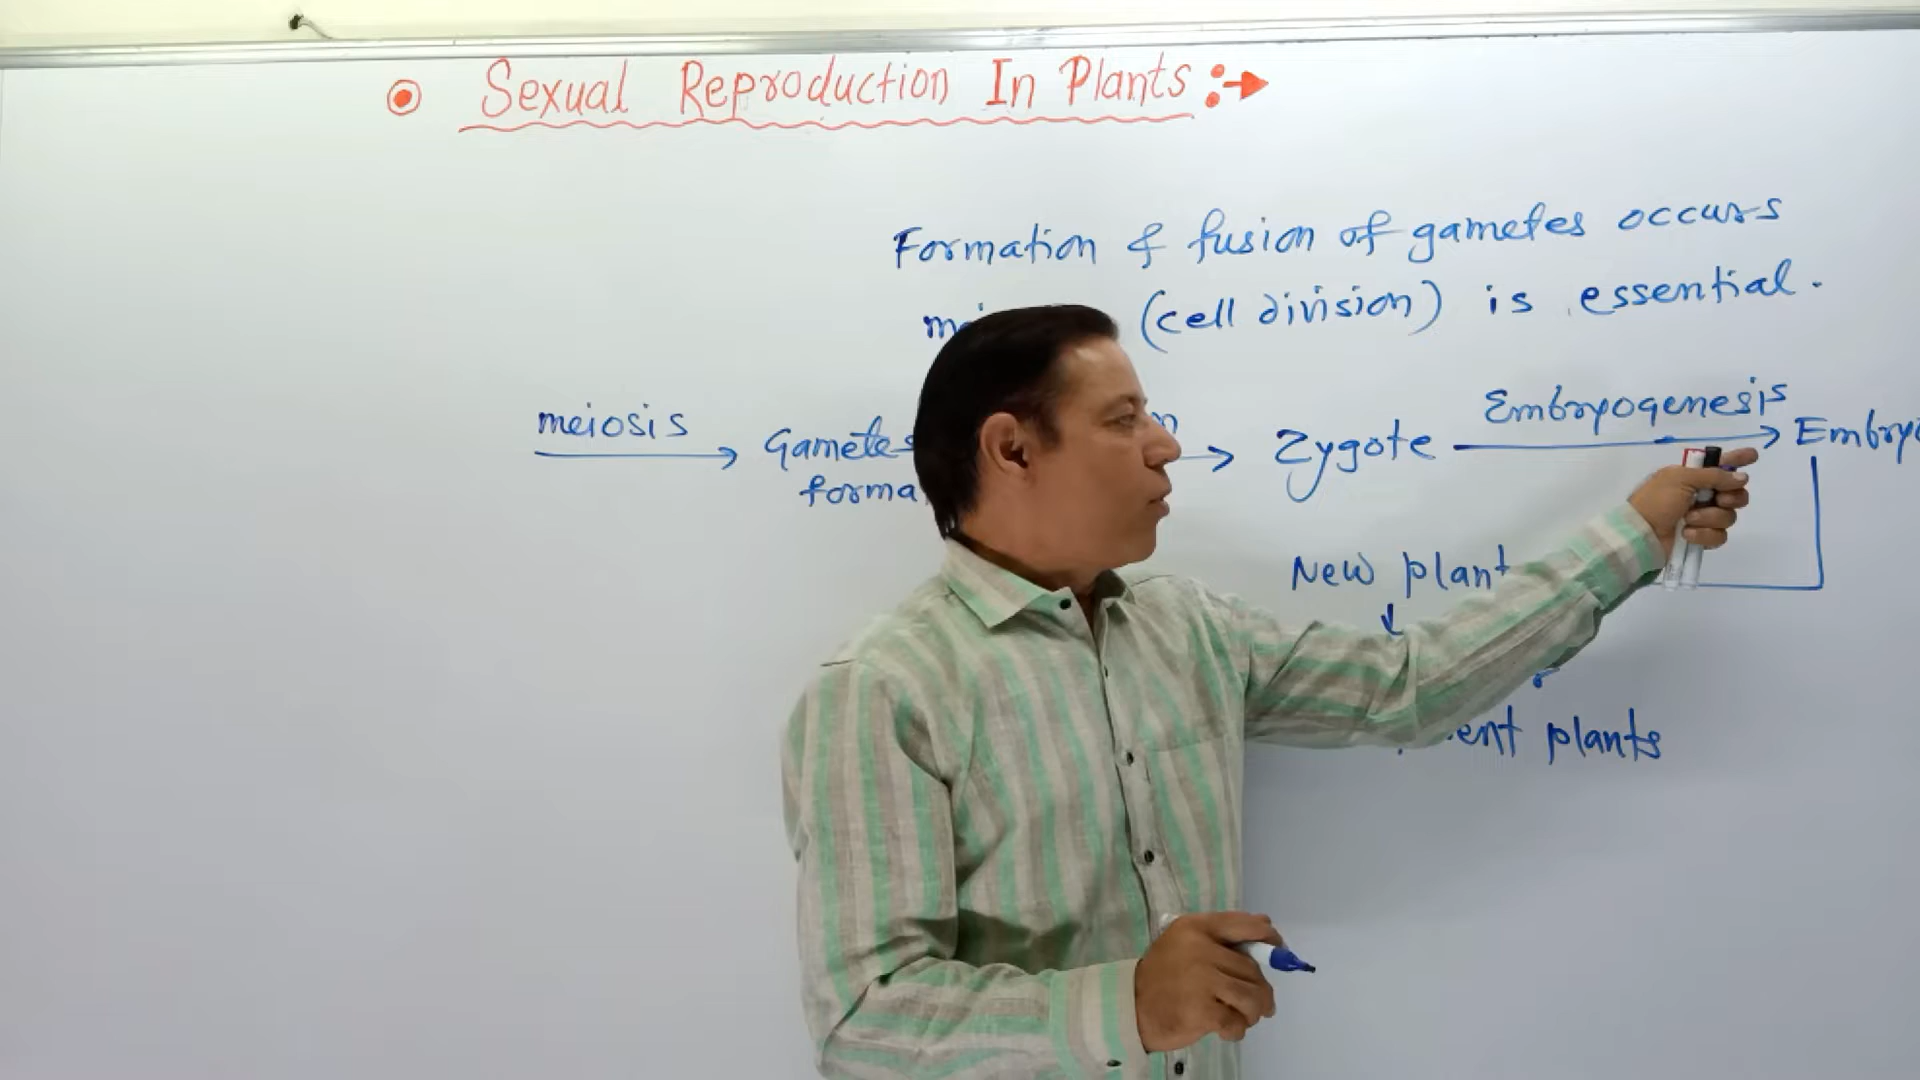 Sexual Reproduction In Plants :→
Formation & fusion of gametes occurs
(cell division) is essential.
meiosis → Gametes → Zygote Embryogenesis →
New plant
↓
plants